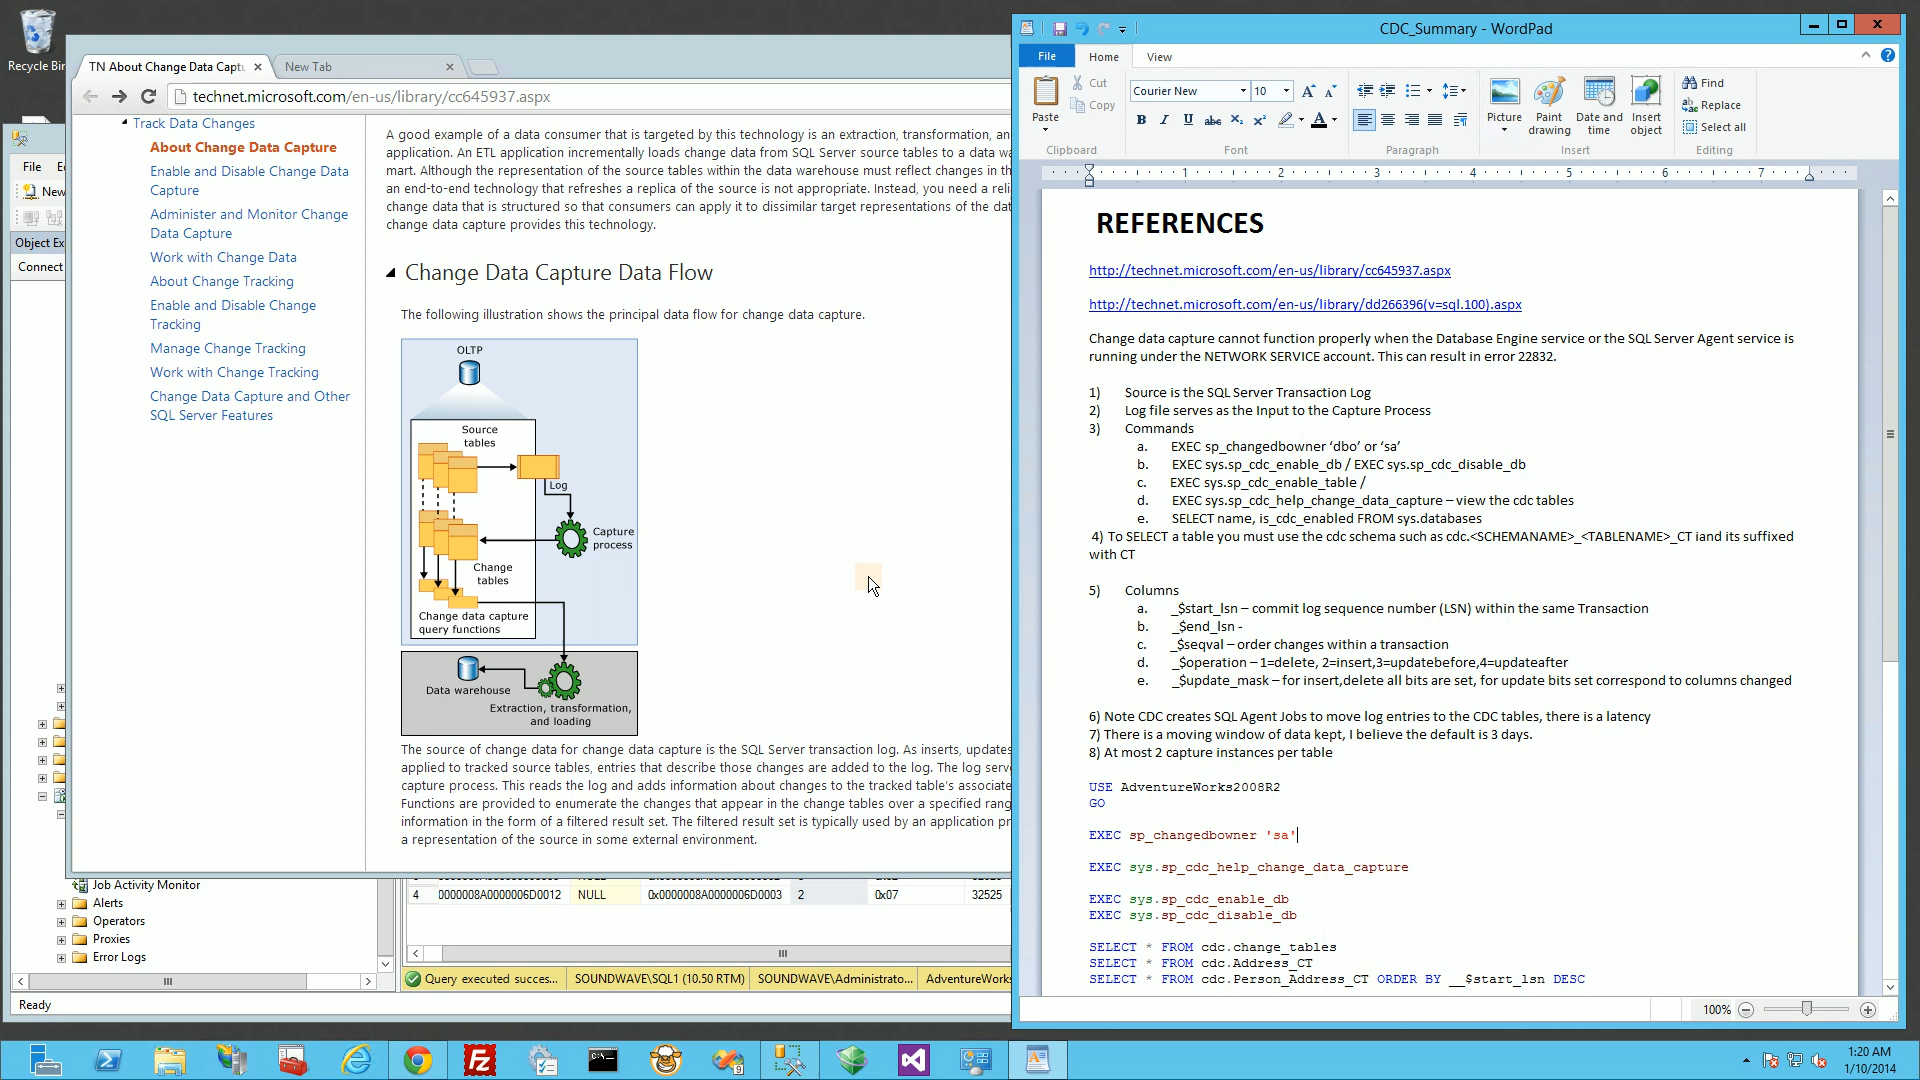 Recycle Bin
TN About Change Data Captu
New Tab
technet.microsoft.com/en-us/library/cc645937.aspx
File
New
Object Ex
Connect
Track Data Changes
About Change Data Capture
Enable and Disable Change Data
Capture
Administer and Monitor Change
Data Capture
Work with Change Data
About Change Tracking
Enable and Disable Change
Tracking
Manage Change Tracking
Work with Change Tracking
Change Data Capture and Other
SQL Server Features
A good example of a data consumer that is targeted by this technology is an extraction, transformation, an
application. An ETL application incrementally loads change data from SQL Server source tables to a data wa
mart. Although the representation of the source tables within the data warehouse must reflect changes in th
an end-to-end technology that refreshes a replica of the source is not appropriate. Instead, you need a reli
change data that is structured so that consumers can apply it to dissimilar target representations of the dat
change data capture provides this technology.
Change Data Capture Data Flow
The following illustration shows the principal data flow for change data capture.
OLTP
Source
tables
Log
Capture
process
Change
tables
Change data capture
query functions
Data warehouse
Extraction, transformation,
and loading
The source of change data for change data capture is the SQL Server transaction log. As inserts, updates
applied to tracked source tables, entries that describe those changes are added to the log. The log serv
capture process. This reads the log and adds information about changes to the tracked table's associate
Functions are provided to enumerate the changes that appear in the change tables over a specified rang
information in the form of a filtered result set. The filtered result set is typically used by an application pr
a representation of the source in some external environment.
Job Activity Monitor
Alerts
Operators
Proxies
Error Logs
4 0000008A0000006D0012 NULL 0x0000008A0000006D0003 2 0x07 32525
Query executed succes... SOUNDWAVE\SQL1 (10.50 RTM) SOUNDWAVE\Administrato... AdventureWorks
Ready
CDC_Summary - WordPad
File Home View
Paste
Cut
Copy
Clipboard
Courier New 10
Font
Paragraph
Picture
Paint
drawing
Date and
time
Insert
object
Insert
Find
Replace
Select all
Editing
1 2 3 4 5 6 7
REFERENCES
http://technet.microsoft.com/en-us/library/cc645937.aspx
http://technet.microsoft.com/en-us/library/dd266396(v=sql.100).aspx
Change data capture cannot function properly when the Database Engine service or the SQL Server Agent service is
running under the NETWORK SERVICE account. This can result in error 22832.
1) Source is the SQL Server Transaction Log
2) Log file serves as the Input to the Capture Process
3) Commands
a. EXEC sp_changedbowner ‘dbo’ or ‘sa’
b. EXEC sys.sp_cdc_enable_db / EXEC sys.sp_cdc_disable_db
c. EXEC sys.sp_cdc_enable_table /
d. EXEC sys.sp_cdc_help_change_data_capture – view the cdc tables
e. SELECT name, is_cdc_enabled FROM sys.databases
4) To SELECT a table you must use the cdc schema such as cdc.<SCHEMANAME>_<TABLENAME>_CT iand its suffixed
with CT
5) Columns
a. _$start_lsn – commit log sequence number (LSN) within the same Transaction
b. _$end_lsn -
c. _$seqval – order changes within a transaction
d. _$operation – 1=delete, 2=insert,3=updatebefore,4=updateafter
e. _$update_mask – for insert,delete all bits are set, for update bits set correspond to columns changed
6) Note CDC creates SQL Agent Jobs to move log entries to the CDC tables, there is a latency
7) There is a moving window of data kept, I believe the default is 3 days.
8) At most 2 capture instances per table
USE AdventureWorks2008R2
GO
EXEC sp_changedbowner 'sa'
EXEC sys.sp_cdc_help_change_data_capture
EXEC sys.sp_cdc_enable_db
EXEC sys.sp_cdc_disable_db
SELECT * FROM cdc.change_tables
SELECT * FROM cdc.Address_CT
SELECT * FROM cdc.Person_Address_CT ORDER BY __$start_lsn DESC
100%
1:20 AM
1/10/2014